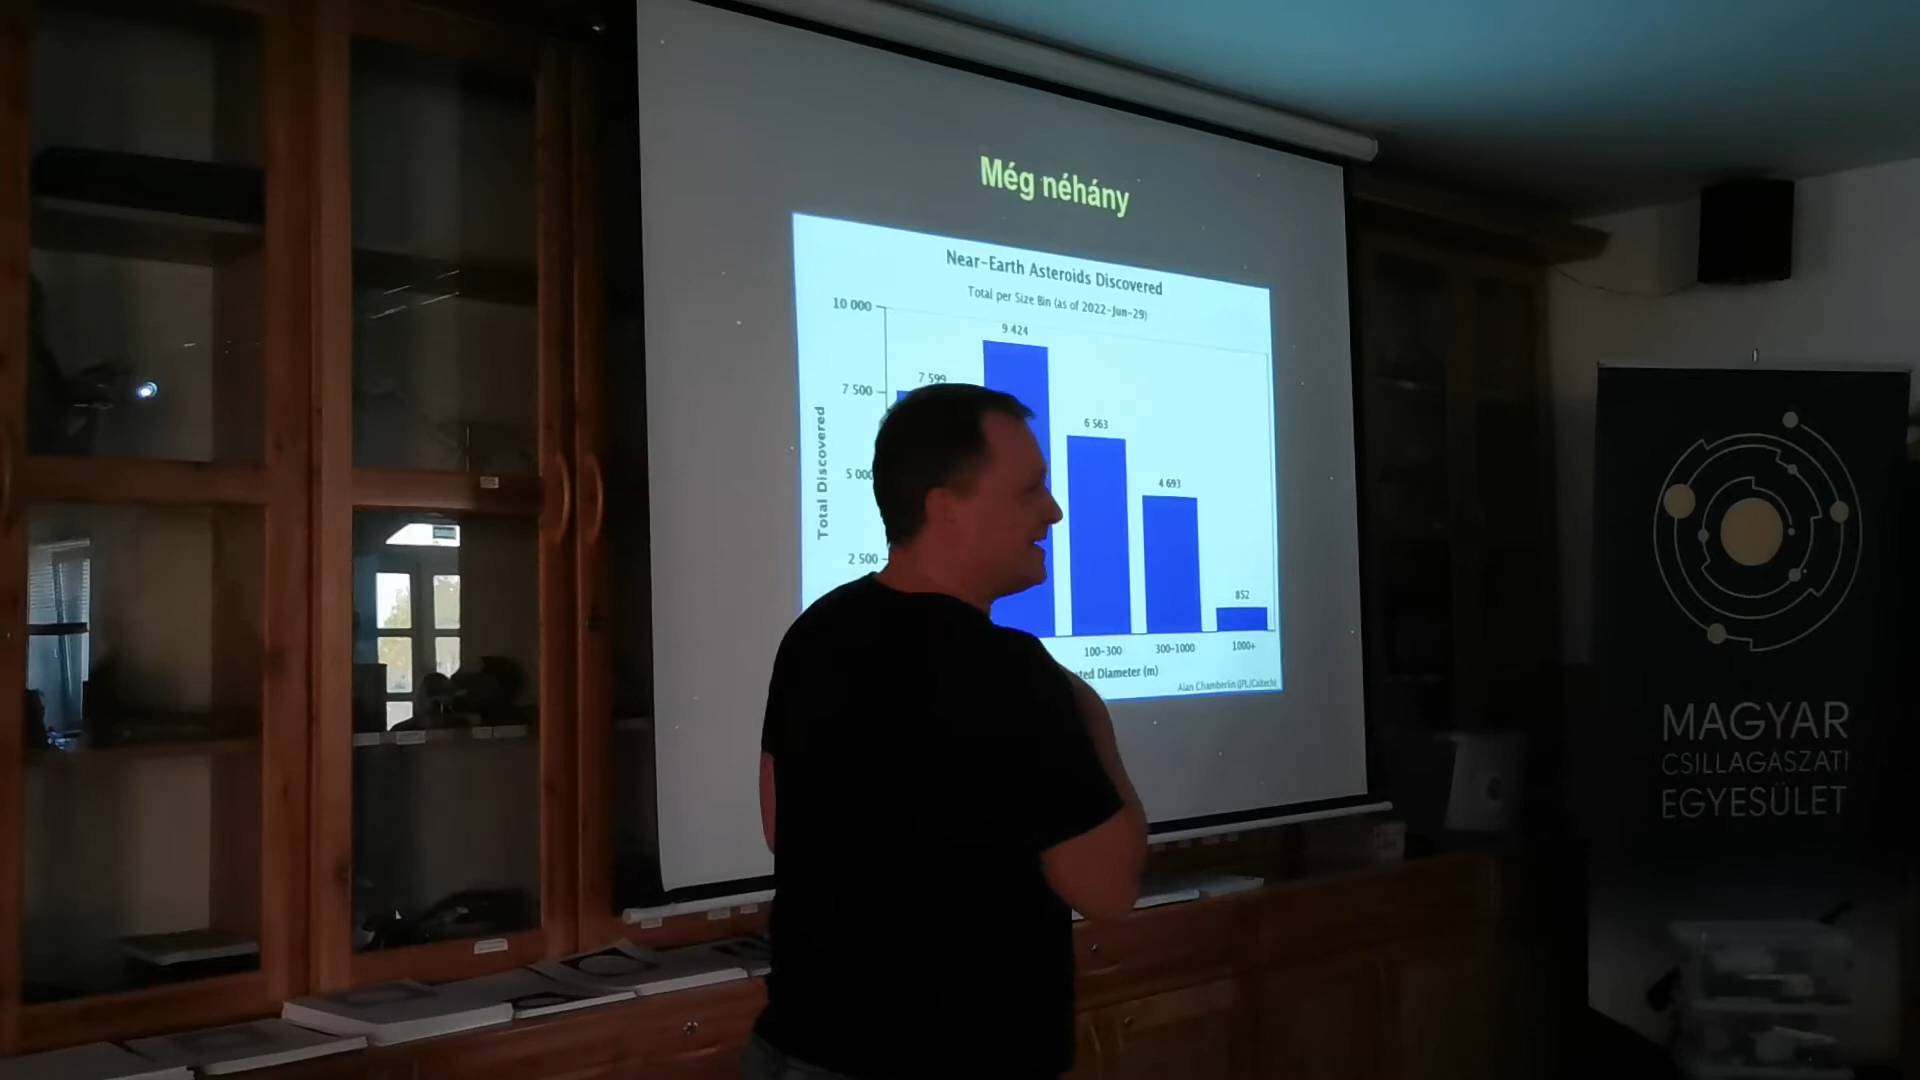 Még néhány
Near-Earth Asteroids Discovered
Total per Size Bin (as of 2022-Jun-29)
10 000
9 424
7 599
7 500
6 563
5 000
4 693
2 500
852
Total Discovered
100-300
300-1000
1000+
Diameter (m)
Alan Chamberlin (JPL/Caltech)
MAGYAR
CSILLAGASZATI
EGYESÜLET